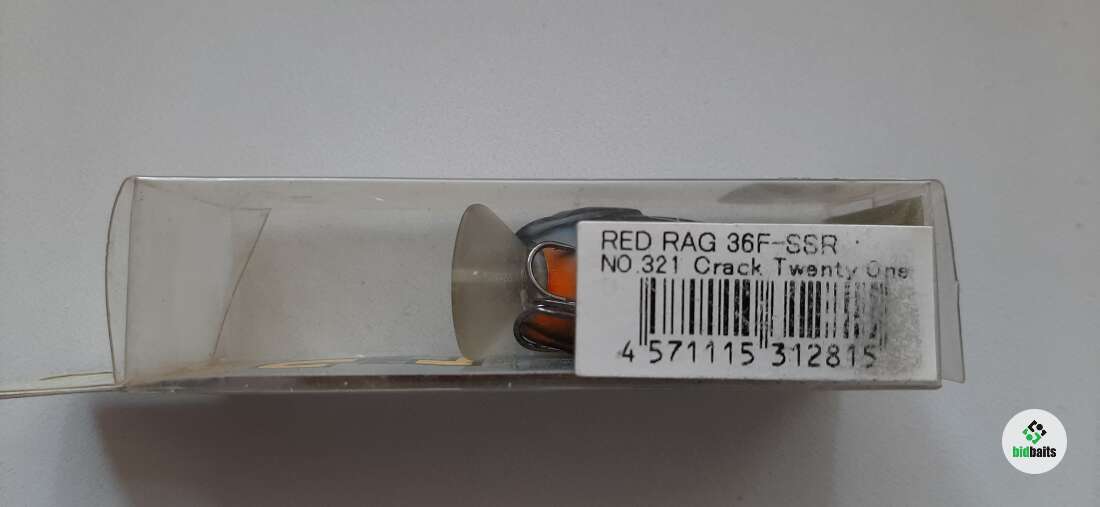 RED RAG 36F-SSR
NO.321 Crack Twenty One
4 571115 312815
bidbaits